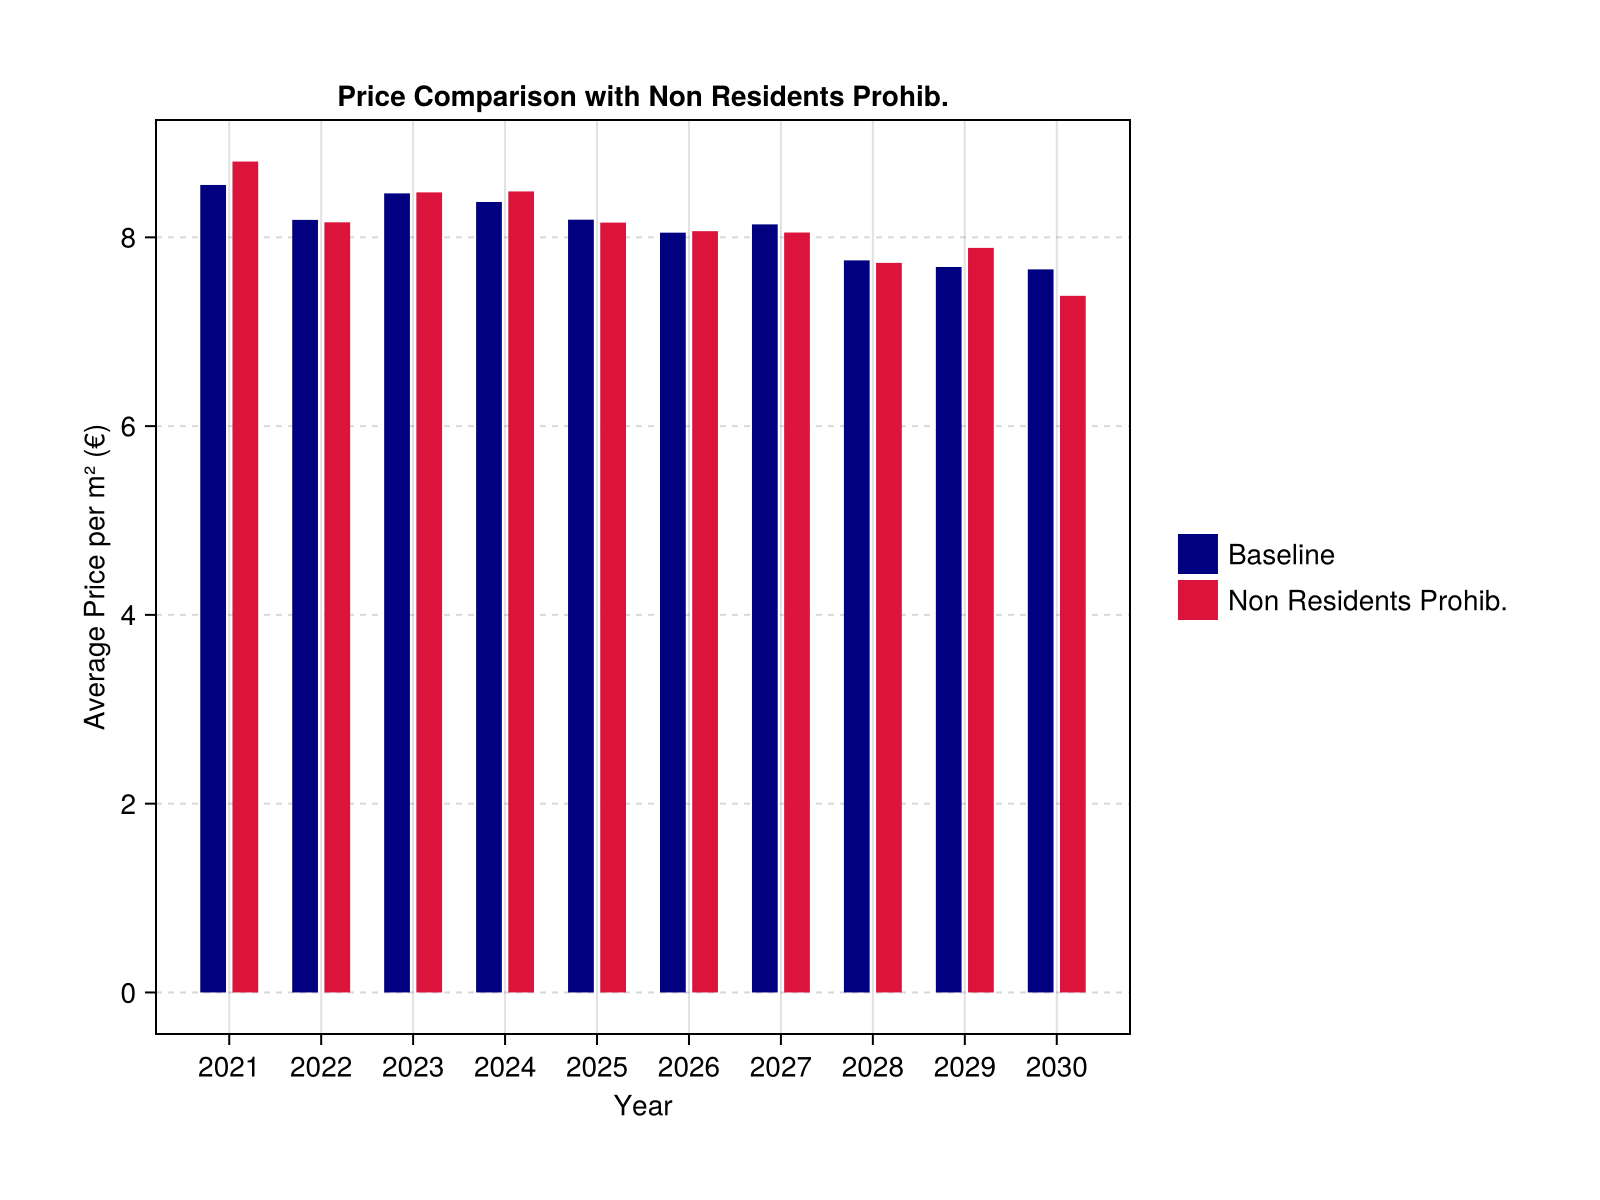 Price Comparison with Non Residents Prohib.
Average Price per m² (€)
8
6
4
2
0
2021 2022 2023 2024 2025 2026 2027 2028 2029 2030
Year
Baseline
Non Residents Prohib.